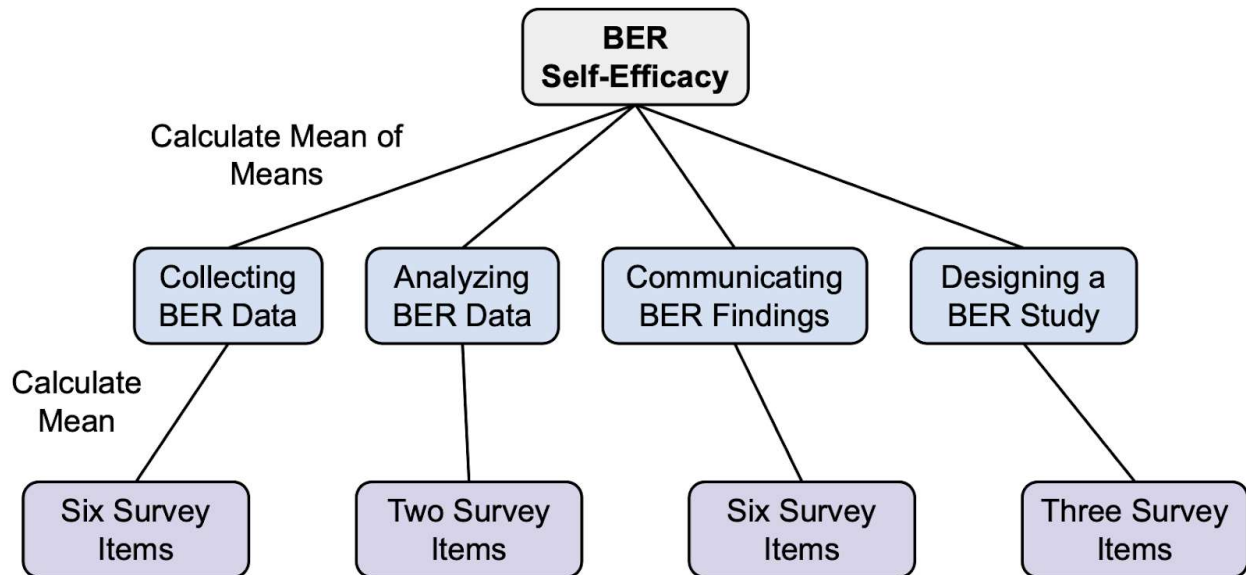 BER
Self-Efficacy
Calculate Mean of
Means
Collecting
BER Data
Analyzing
BER Data
Communicating
BER Findings
Designing a
BER Study
Calculate
Mean
Six Survey
Items
Two Survey
Items
Six Survey
Items
Three Survey
Items